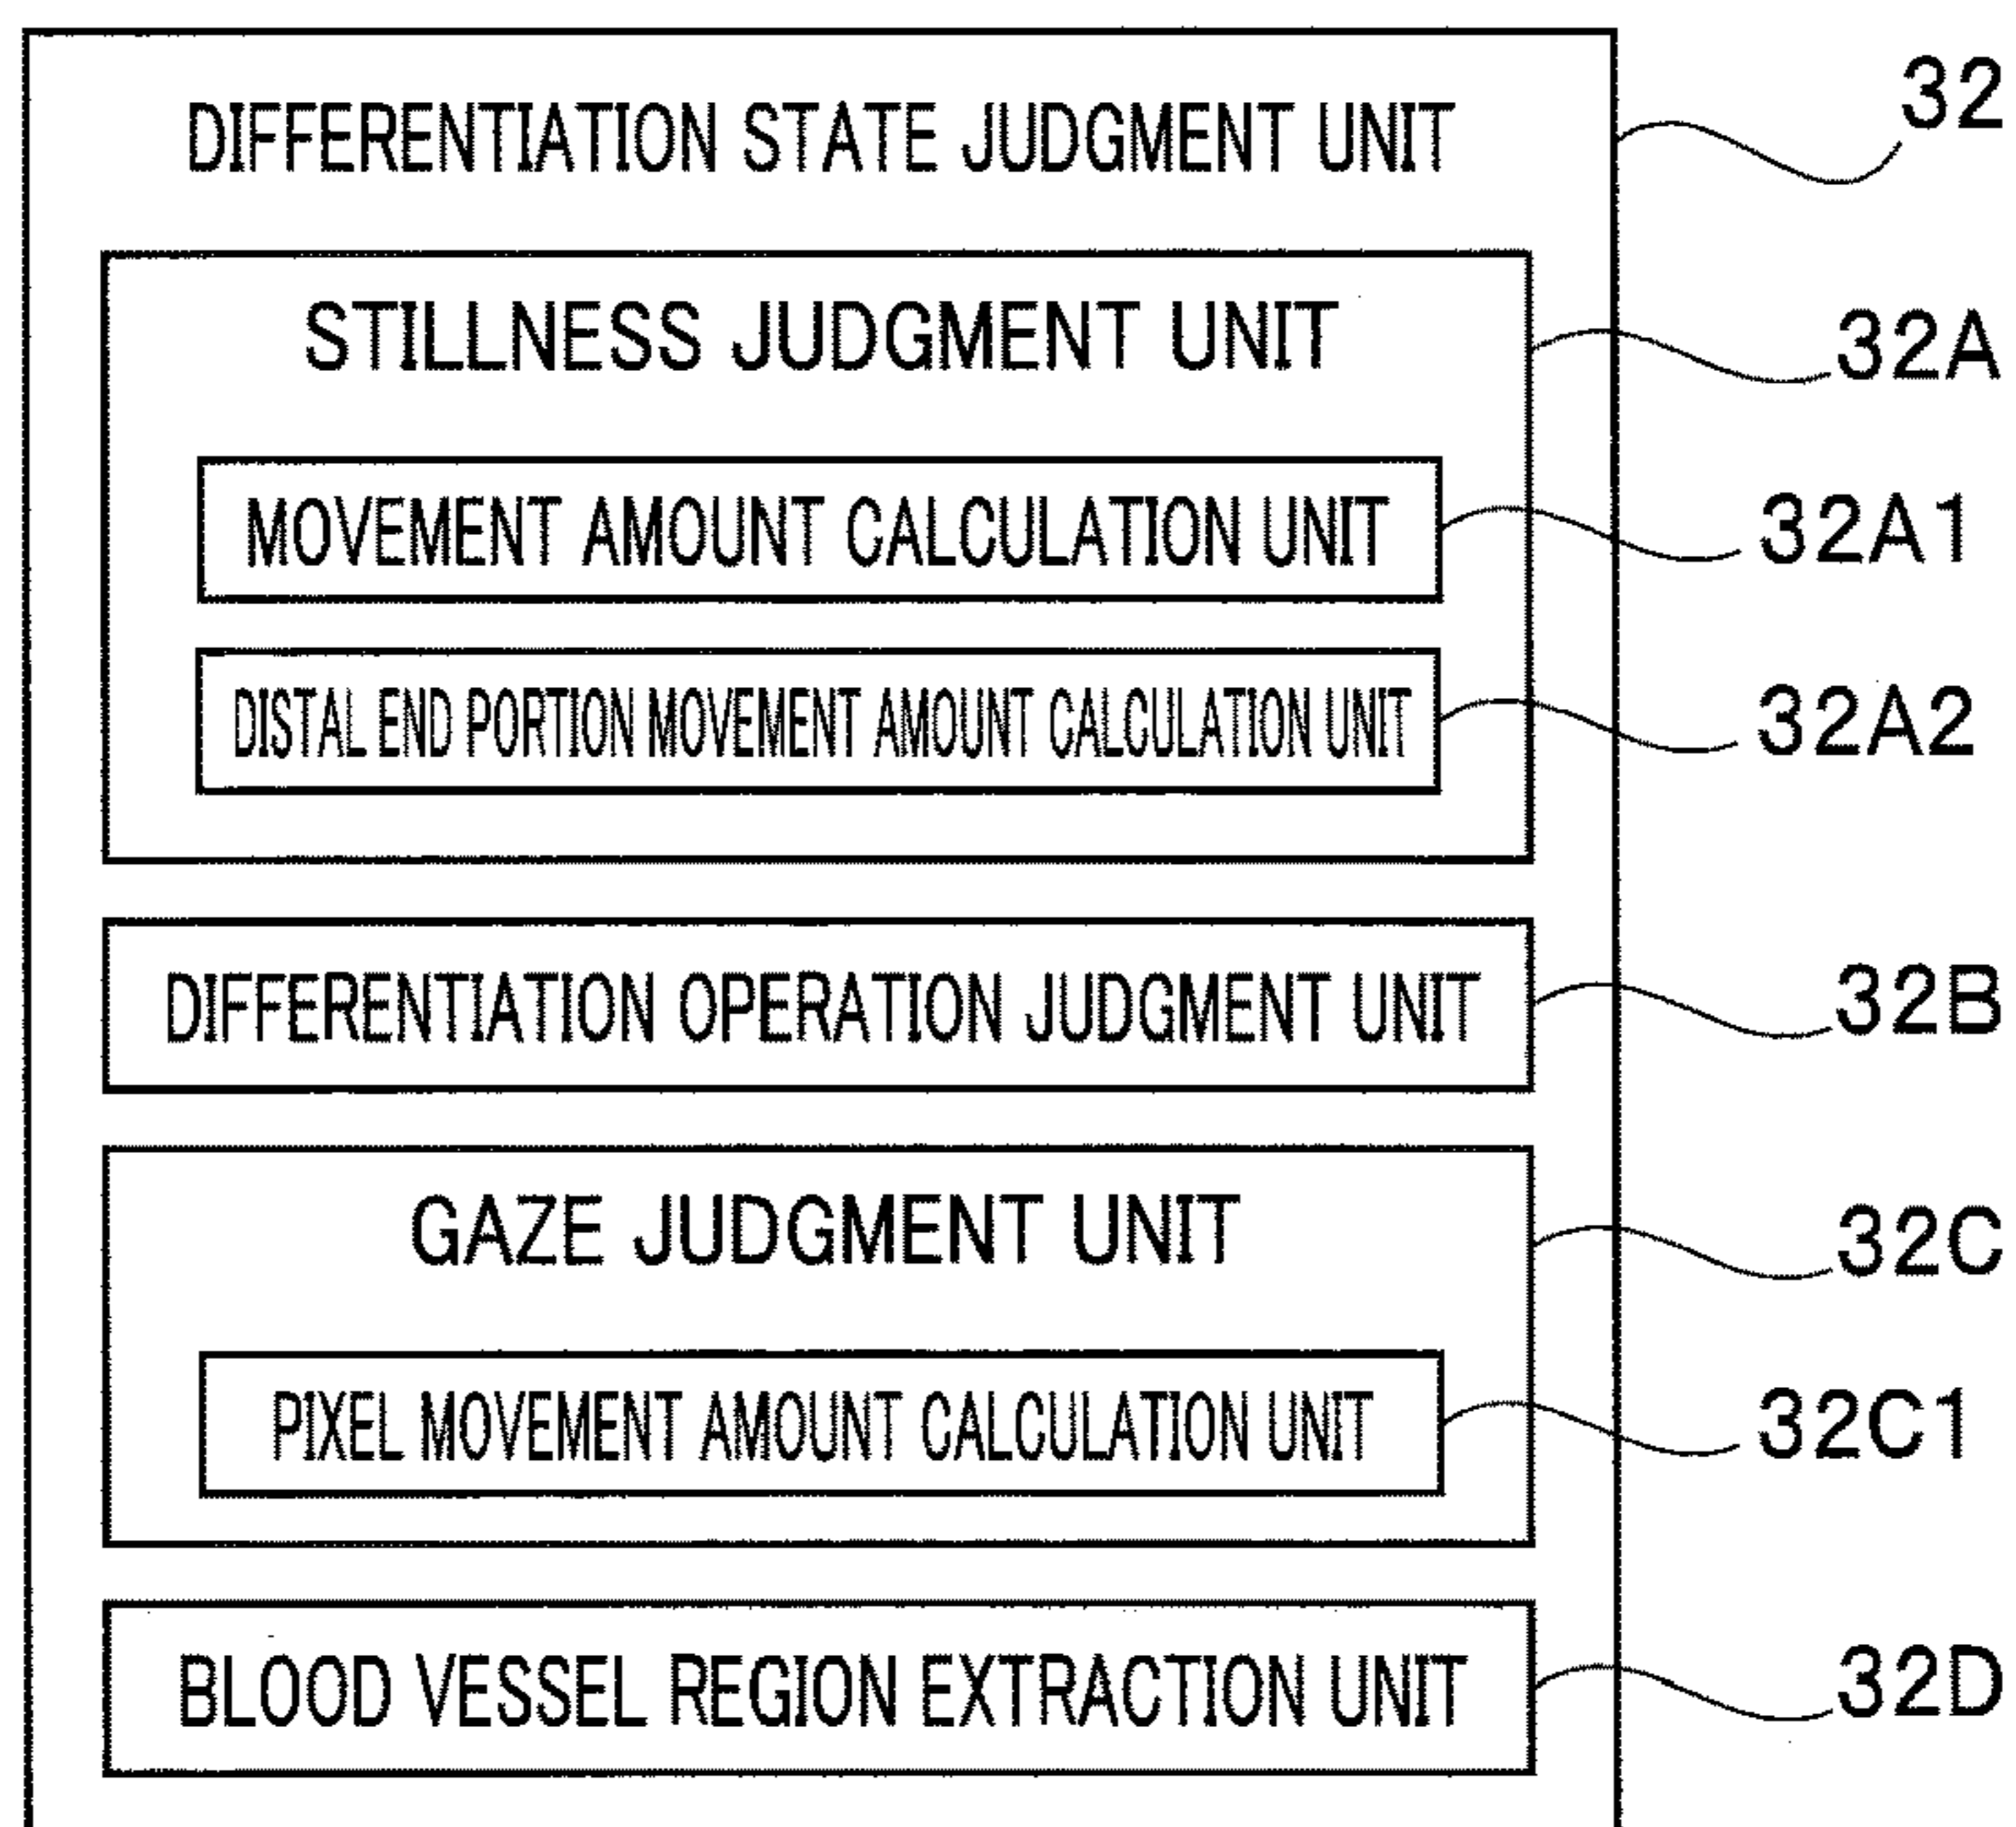 DIFFERENTIATION STATE JUDGMENT UNIT 32
STILLNESS JUDGMENT UNIT 32A
MOVEMENT AMOUNT CALCULATION UNIT 32A1
DISTAL END PORTION MOVEMENT AMOUNT CALCULATION UNIT 32A2
DIFFERENTIATION OPERATION JUDGMENT UNIT 32B
GAZE JUDGMENT UNIT 32C
PIXEL MOVEMENT AMOUNT CALCULATION UNIT 32C1
BLOOD VESSEL REGION EXTRACTION UNIT 32D